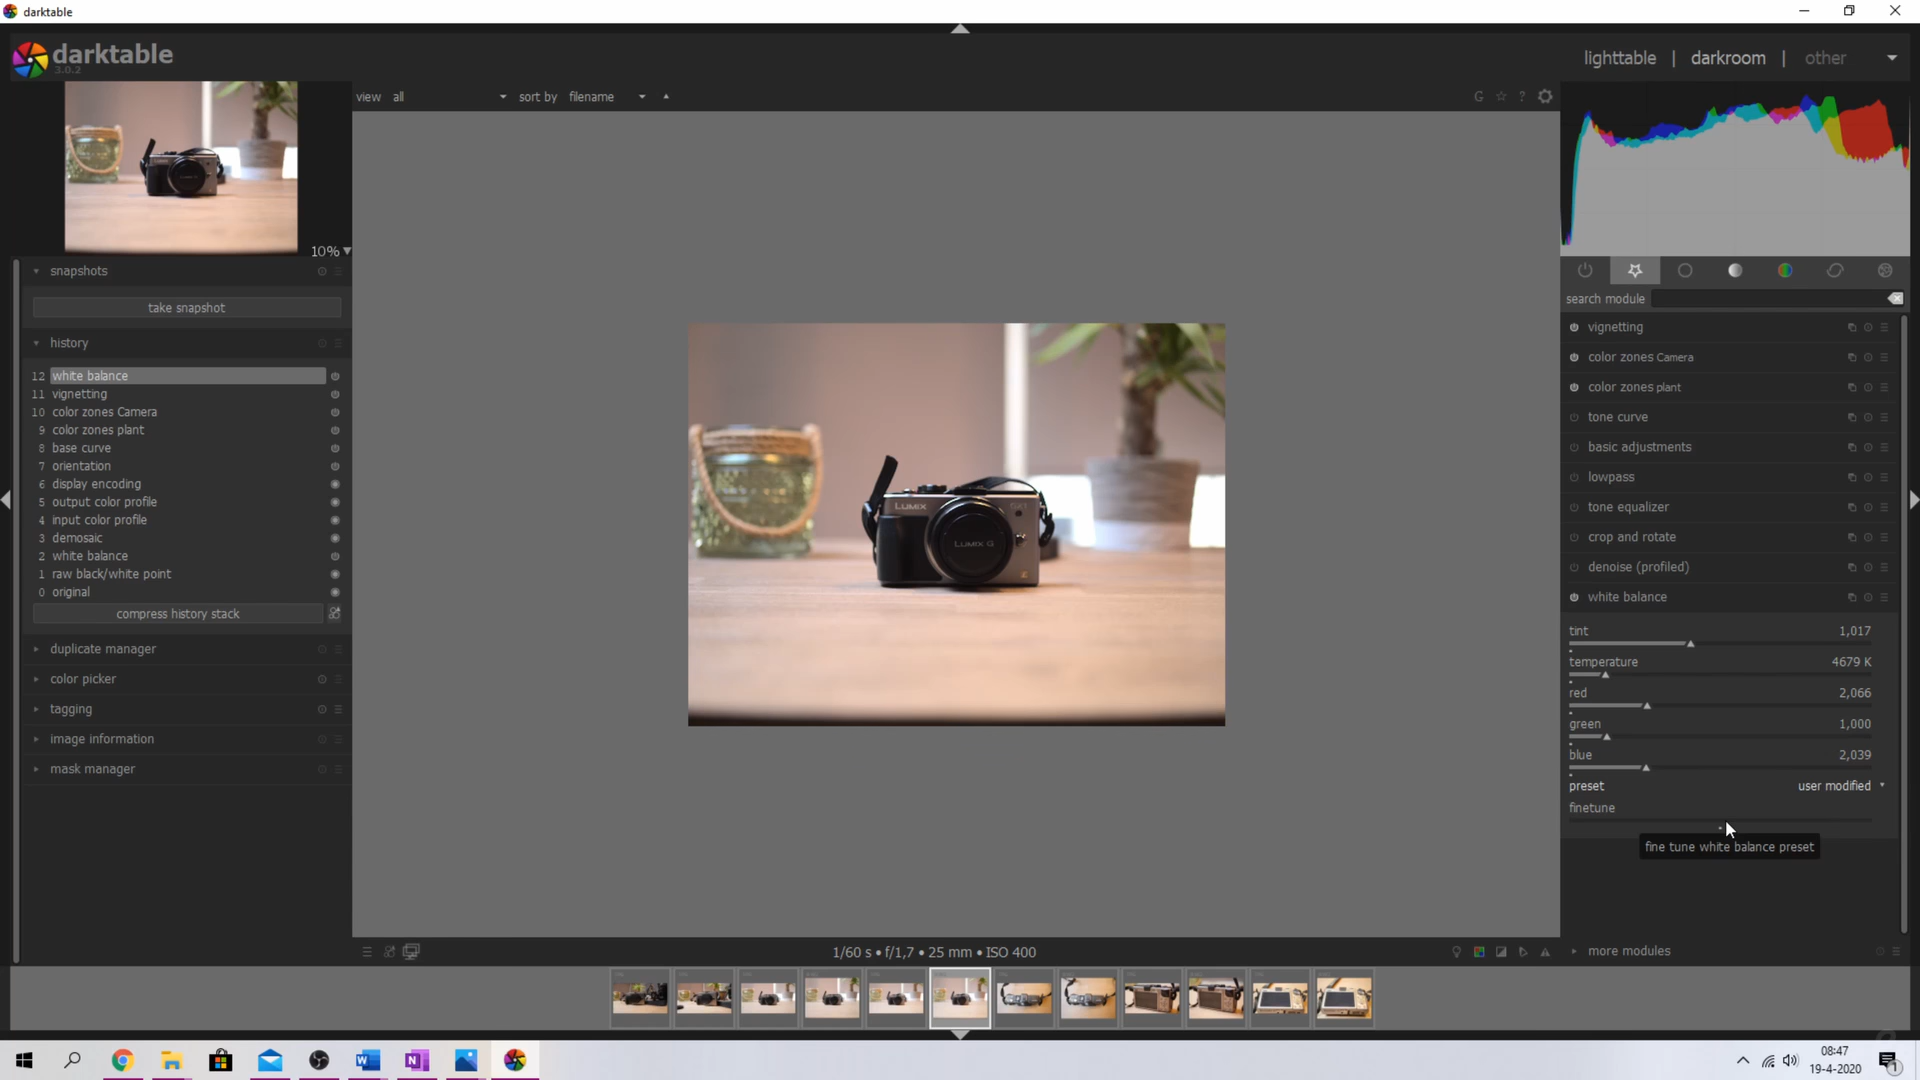 darktable
darktable
3.0.2
lighttable | darkroom | other
view all sort by filename
G ☆ ?
10%
snapshots
take snapshot
history
12 white balance
11 vignetting
10 color zones Camera
9 color zones plant
8 base curve
7 orientation
6 display encoding
5 output color profile
4 input color profile
3 demosaic
2 white balance
1 raw black/white point
0 original
compress history stack
duplicate manager
color picker
tagging
image information
mask manager
LUMIX
GX1
LUMIX G
search module
vignetting
color zones Camera
color zones plant
tone curve
basic adjustments
lowpass
tone equalizer
crop and rotate
denoise (profiled)
white balance
tint 1,017
temperature 4679 K
red 2,066
green 1,000
blue 2,039
preset user modified
finetune
fine tune white balance preset
1/60 s • f/1,7 • 25 mm • ISO 400
more modules
08:47
19-4-2020
1